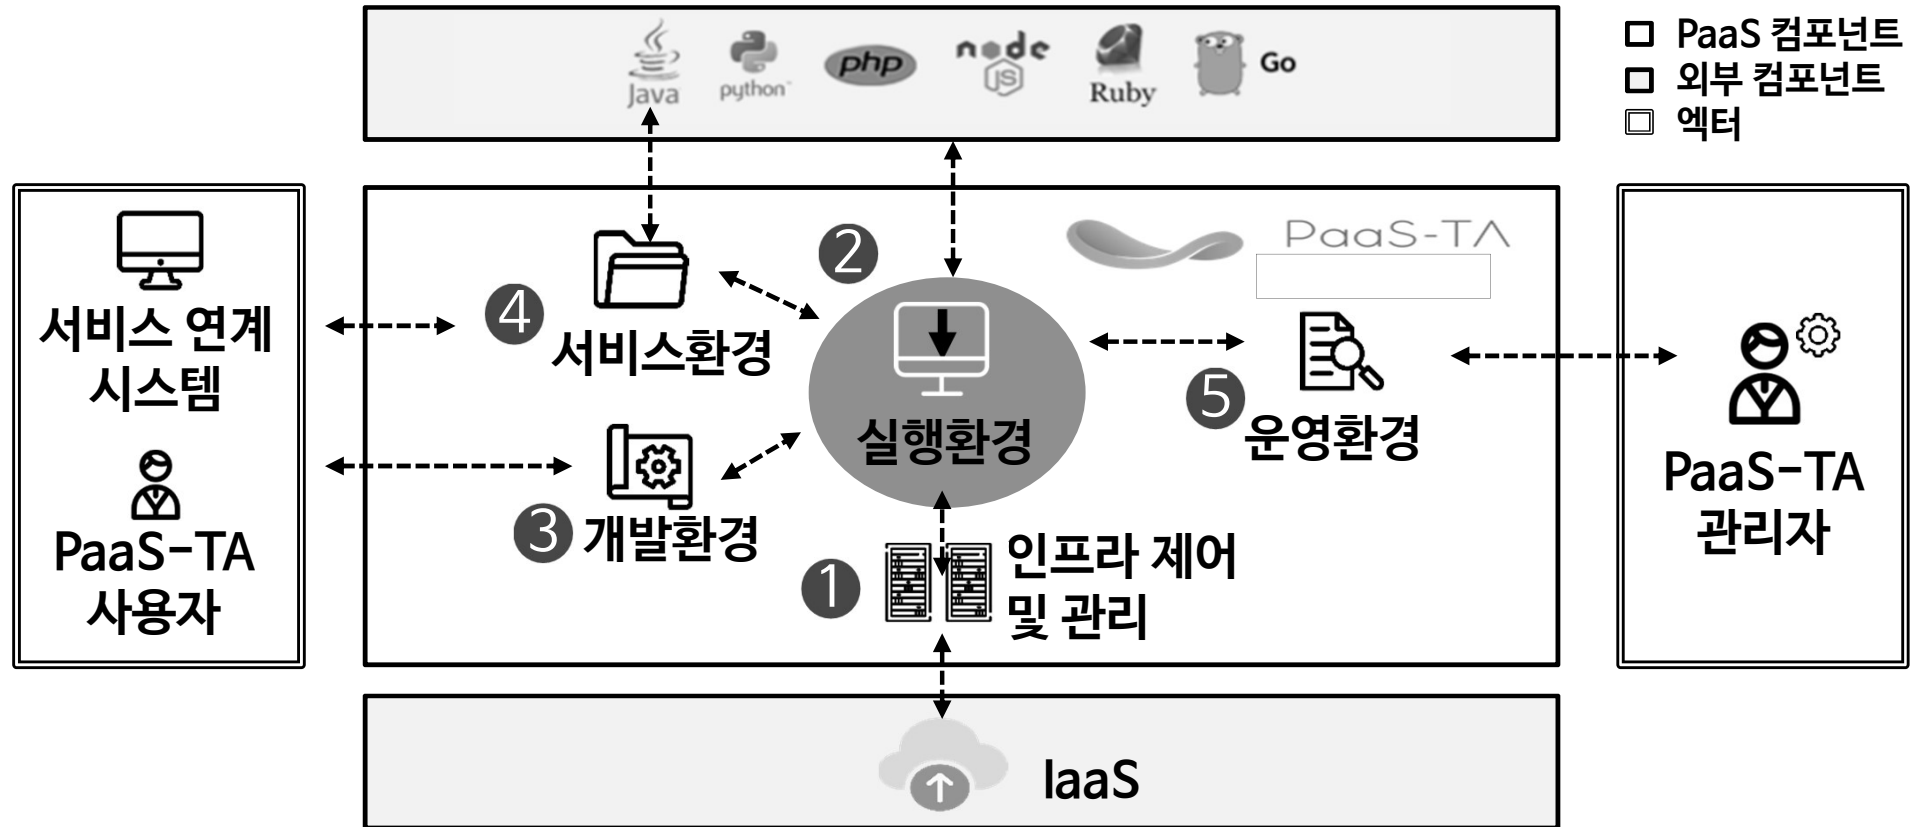 Java
python
php
node
JS
Ruby
Go
PaaS 컴포넌트
외부 컴포넌트
엑터
서비스 연계
시스템
PaaS-TA
사용자
PaaS-TA
2
4
서비스환경
실행환경
5
운영환경
3
개발환경
1
인프라 제어
및 관리
PaaS-TA
관리자
IaaS